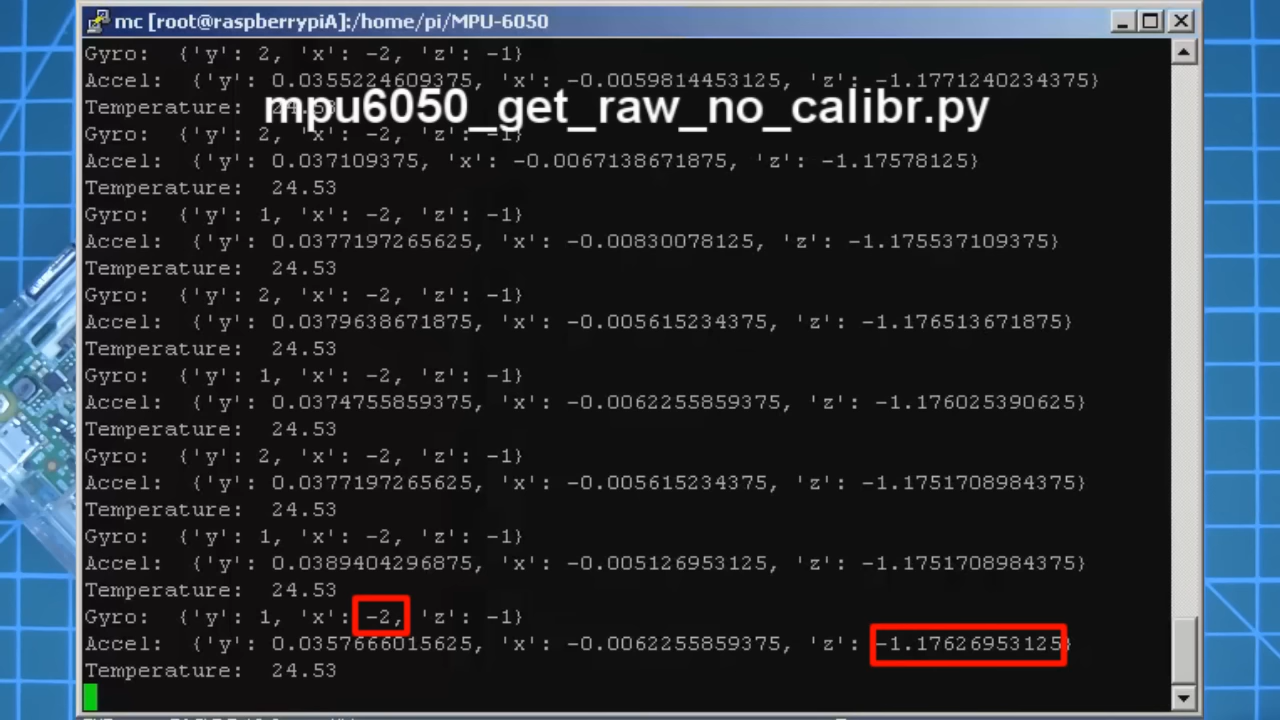 mc [root@raspberrypiA]:/home/pi/MPU-6050
Gyro: {'y': 2, 'x': -2, 'z': -1}
Accel: {'y': 0.0355224609375, 'x': -0.0059814453125, 'z': -1.1771240234375}
mpu6050_get_raw_no_calibr.py
Temperature: 24.53
Gyro: {'y': 2, 'x': -2, 'z': -1}
Accel: {'y': 0.037109375, 'x': -0.0067138671875, 'z': -1.17578125}
Temperature: 24.53
Gyro: {'y': 1, 'x': -2, 'z': -1}
Accel: {'y': 0.0377197265625, 'x': -0.00830078125, 'z': -1.175537109375}
Temperature: 24.53
Gyro: {'y': 2, 'x': -2, 'z': -1}
Accel: {'y': 0.0379638671875, 'x': -0.005615234375, 'z': -1.176513671875}
Temperature: 24.53
Gyro: {'y': 1, 'x': -2, 'z': -1}
Accel: {'y': 0.0374755859375, 'x': -0.0062255859375, 'z': -1.176025390625}
Temperature: 24.53
Gyro: {'y': 2, 'x': -2, 'z': -1}
Accel: {'y': 0.0377197265625, 'x': -0.005615234375, 'z': -1.1751708984375}
Temperature: 24.53
Gyro: {'y': 1, 'x': -2, 'z': -1}
Accel: {'y': 0.0389404296875, 'x': -0.005126953125, 'z': -1.1751708984375}
Temperature: 24.53
Gyro: {'y': 1, 'x': -2, 'z': -1}
Accel: {'y': 0.0357666015625, 'x': -0.0062255859375, 'z': -1.17626953125}
Temperature: 24.53